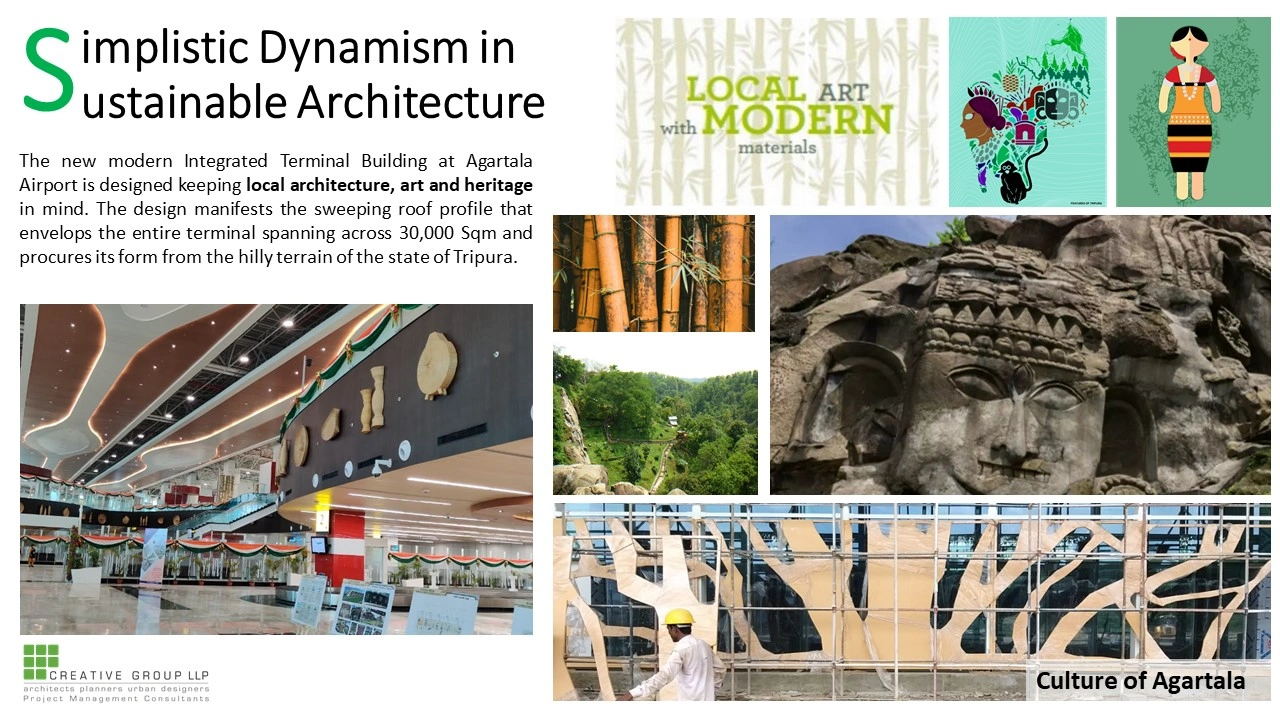 Simplistic Dynamism in
Sustainable Architecture
The new modern Integrated Terminal Building at Agartala
Airport is designed keeping local architecture, art and heritage
in mind. The design manifests the sweeping roof profile that
envelops the entire terminal spanning across 30,000 Sqm and
procures its form from the hilly terrain of the state of Tripura.
LOCAL ART
with MODERN
materials
FEATURES OF TRIPURA
CREATIVE GROUP LLP
architects planners urban designers
Project Management Consultants
Culture of Agartala